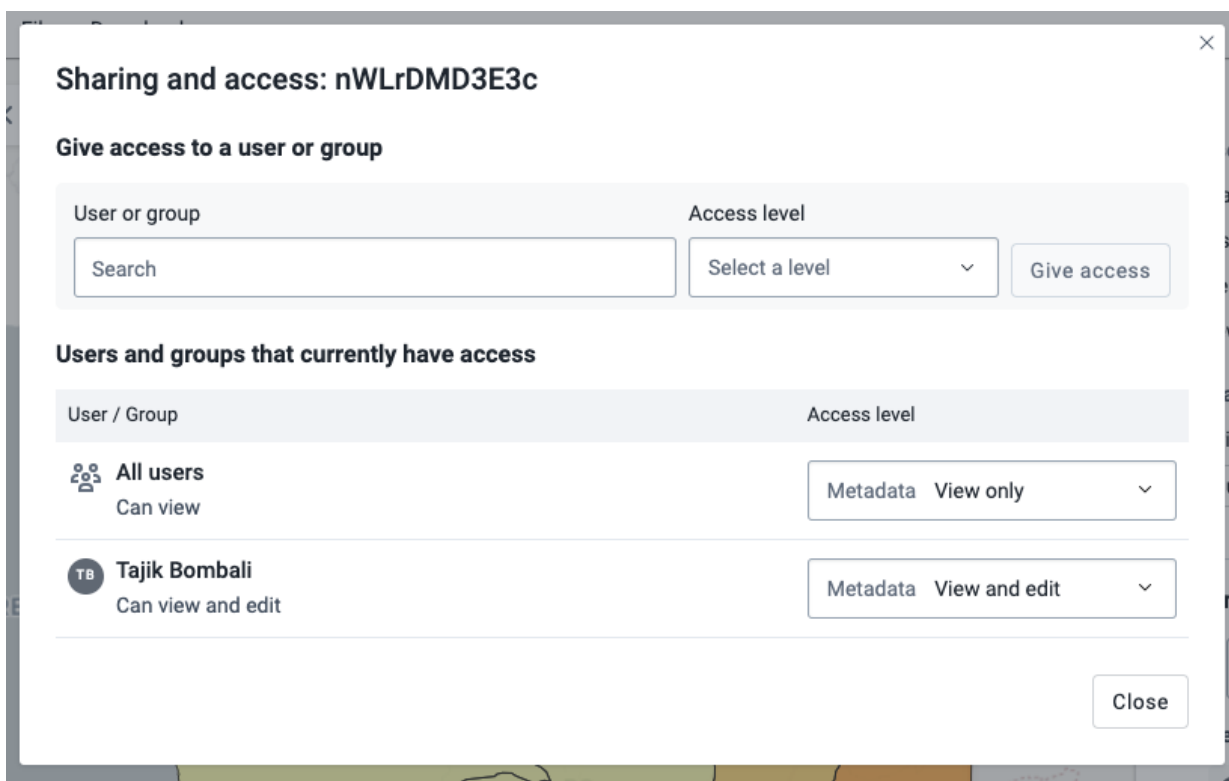 Sharing and access: nWLrDMD3E3c
Give access to a user or group
User or group
Access level
Search
Select a level
Give access
Users and groups that currently have access
User / Group
Access level
All users
Can view
Metadata View only
TB
Tajik Bombali
Can view and edit
Metadata View and edit
Close